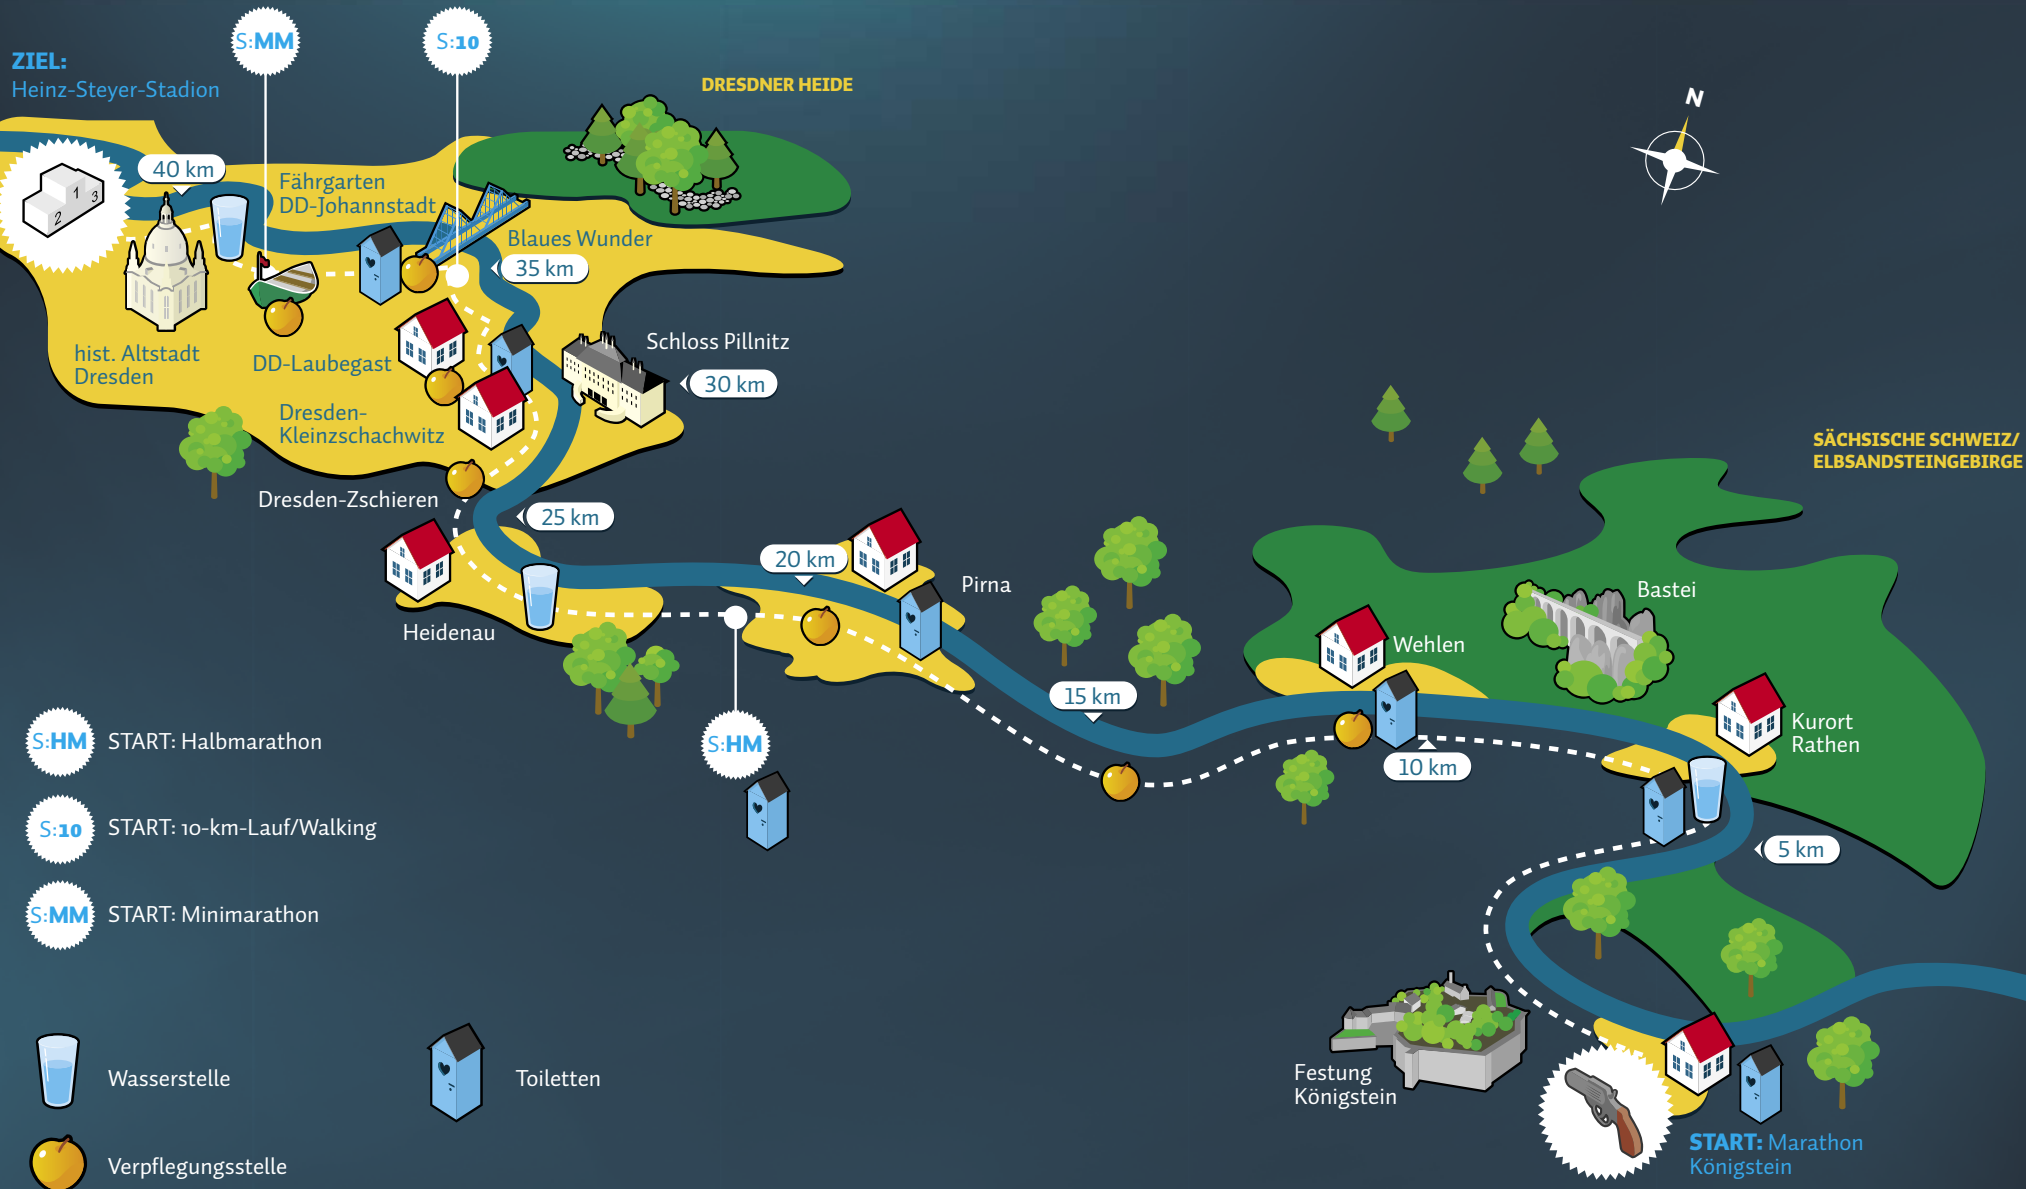 S:MM
S:10
ZIEL:
Heinz-Steyer-Stadion
DRESDNER HEIDE
N
40 km
Fährgarten
DD-Johannstadt
1
2
3
Blaues Wunder
35 km
hist. Altstadt
Dresden
DD-Laubegast
Schloss Pillnitz
30 km
Dresden-
Kleinzschachwitz
SÄCHSISCHE SCHWEIZ/
ELBSANDSTEINGEBIRGE
Dresden-Zschieren
25 km
20 km
Pirna
Bastei
Heidenau
Wehlen
15 km
Kurort
Rathen
S:HM
10 km
5 km
S:HM START: Halbmarathon
S:10 START: 10-km-Lauf/Walking
S:MM START: Minimarathon
Festung
Königstein
Wasserstelle
Toiletten
START: Marathon
Königstein
Verpflegungsstelle